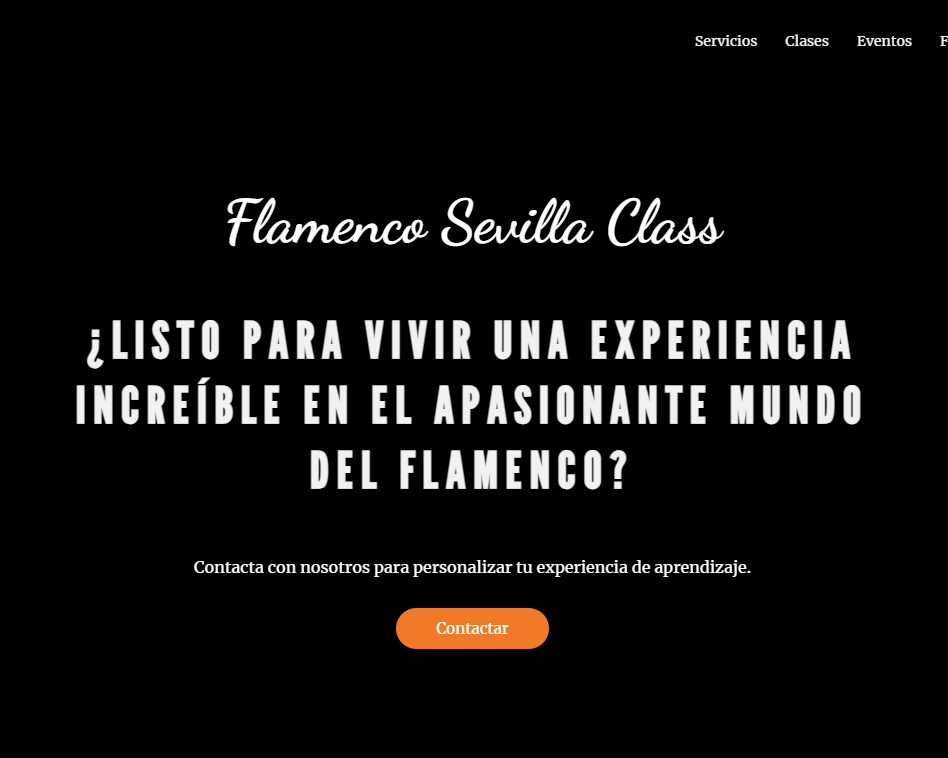 Servicios Clases Eventos
Flamenco Sevilla Class
¿LISTO PARA VIVIR UNA EXPERIENCIA
INCREÍBLE EN EL APASIONANTE MUNDO
DEL FLAMENCO?
Contacta con nosotros para personalizar tu experiencia de aprendizaje.
Contactar